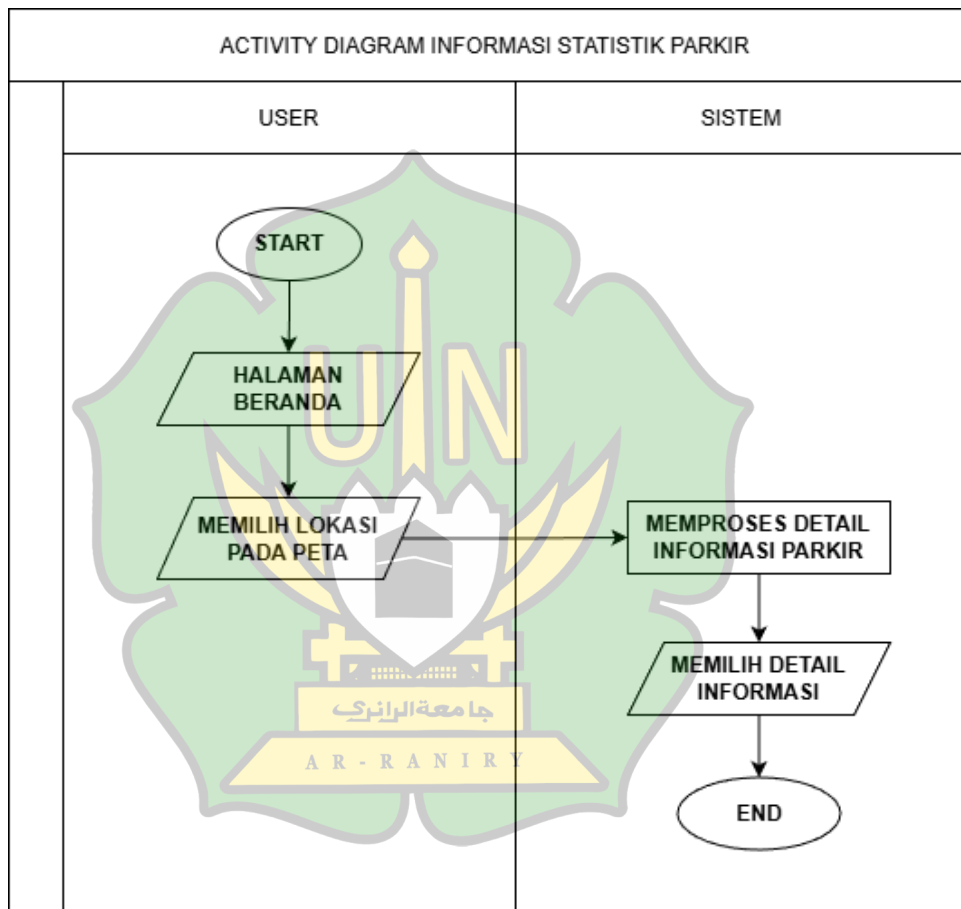 ACTIVITY DIAGRAM INFORMASI STATISTIK PARKIR
USER
SISTEM
START
HALAMAN
BERANDA
UIN
MEMILIH LOKASI
PADA PETA
MEMPROSES DETAIL
INFORMASI PARKIR
MEMILIH DETAIL
INFORMASI
جامعة الرانري
AR-RANIRY
END